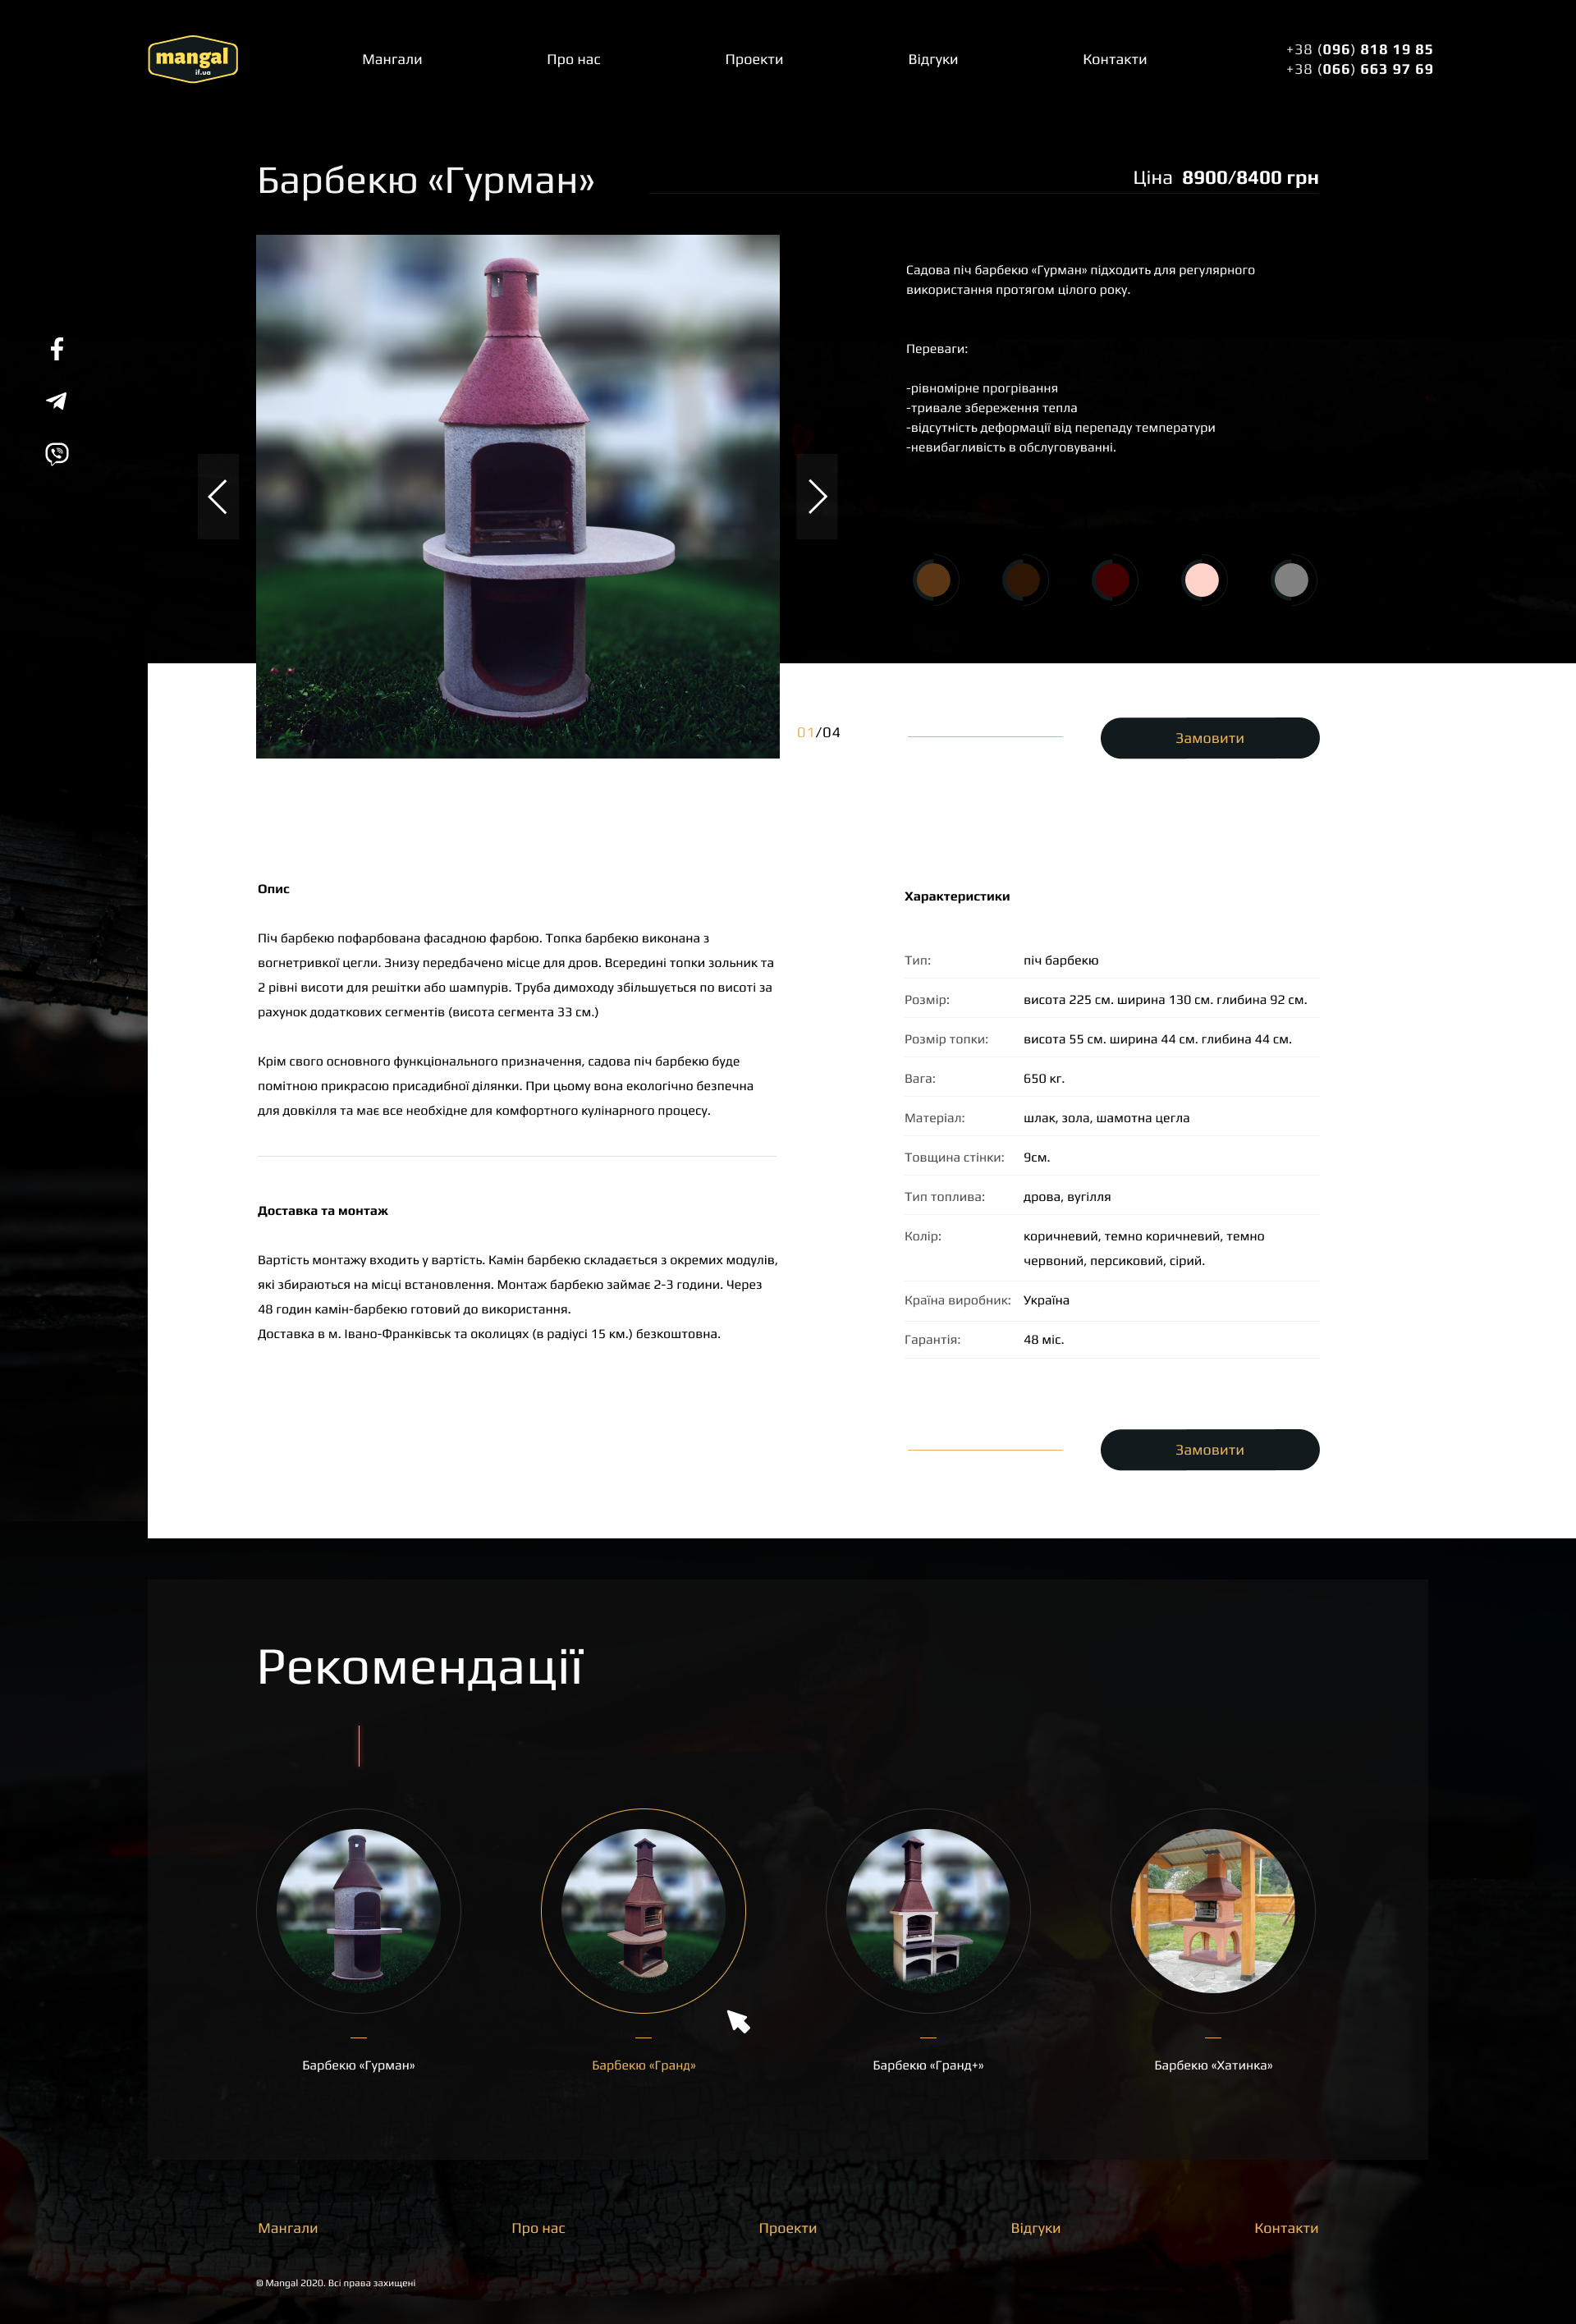 mangal
if.ua
Мангали
Про нас
Проекти
Відгуки
Контакти
+38 (096) 818 19 85
+38 (066) 663 97 69
Барбекю «Гурман»
Ціна 8900/8400 грн
Садова піч барбекю «Гурман» підходить для регулярного
використання протягом цілого року.
Переваги:
-рівномірне прогрівання
-тривале збереження тепла
-відсутність деформації від перепаду температури
-невибагливість в обслуговуванні.
01/04
Замовити
Опис
Піч барбекю пофарбована фасадною фарбою. Топка барбекю виконана з
вогнетривкої цегли. Знизу передбачено місце для дров. Всередині топки зольник та
2 рівні висоти для решітки або шампурів. Труба димоходу збільшується по висоті за
рахунок додаткових сегментів (висота сегмента 33 см.)
Крім свого основного функціонального призначення, садова піч барбекю буде
помітною прикрасою присадибної ділянки. При цьому вона екологічно безпечна
для довкілля та має все необхідне для комфортного кулінарного процесу.
Доставка та монтаж
Вартість монтажу входить у вартість. Камін барбекю складається з окремих модулів,
які збираються на місці встановлення. Монтаж барбекю займає 2-3 години. Через
48 годин камін-барбекю готовий до використання.
Доставка в м. Івано-Франківськ та околицях (в радіусі 15 км.) безкоштовна.
Характеристики
Тип: піч барбекю
Розмір: висота 225 см. ширина 130 см. глибина 92 см.
Розмір топки: висота 55 см. ширина 44 см. глибина 44 см.
Вага: 650 кг.
Матеріал: шлак, зола, шамотна цегла
Товщина стінки: 9см.
Тип топлива: дрова, вугілля
Колір: коричневий, темно коричневий, темно
червоний, персиковий, сірий.
Країна виробник: Україна
Гарантія: 48 міс.
Замовити
Рекомендації
Барбекю «Гурман»
Барбекю «Гранд»
Барбекю «Гранд+»
Барбекю «Хатинка»
Мангали
Про нас
Проекти
Відгуки
Контакти
© Mangal 2020. Всі права захищені